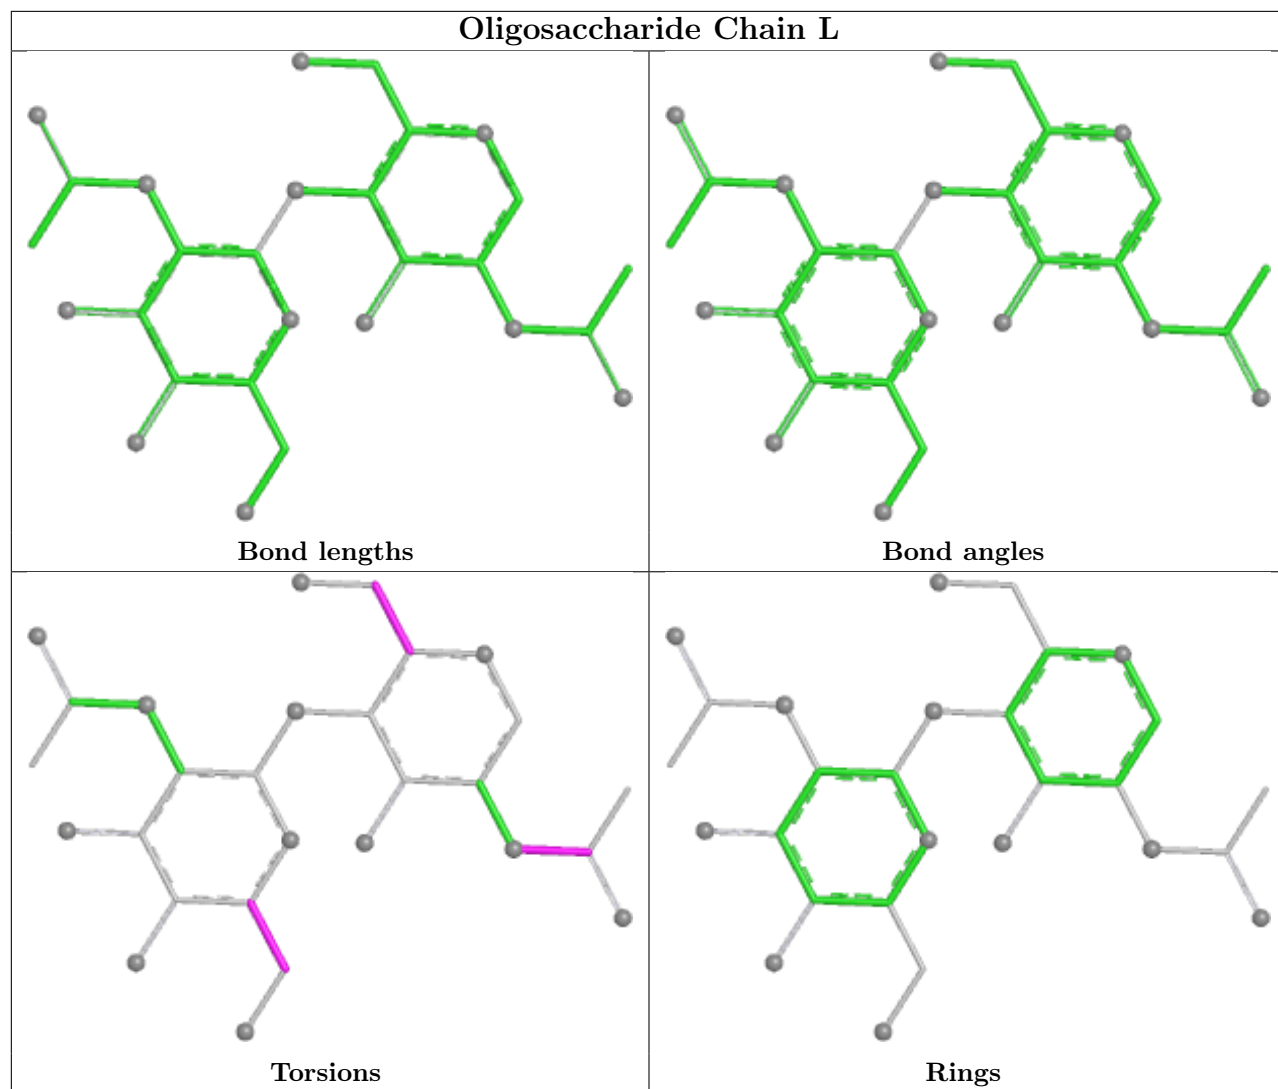 Oligosaccharide Chain L
Bond lengths
Bond angles
Torsions
Rings